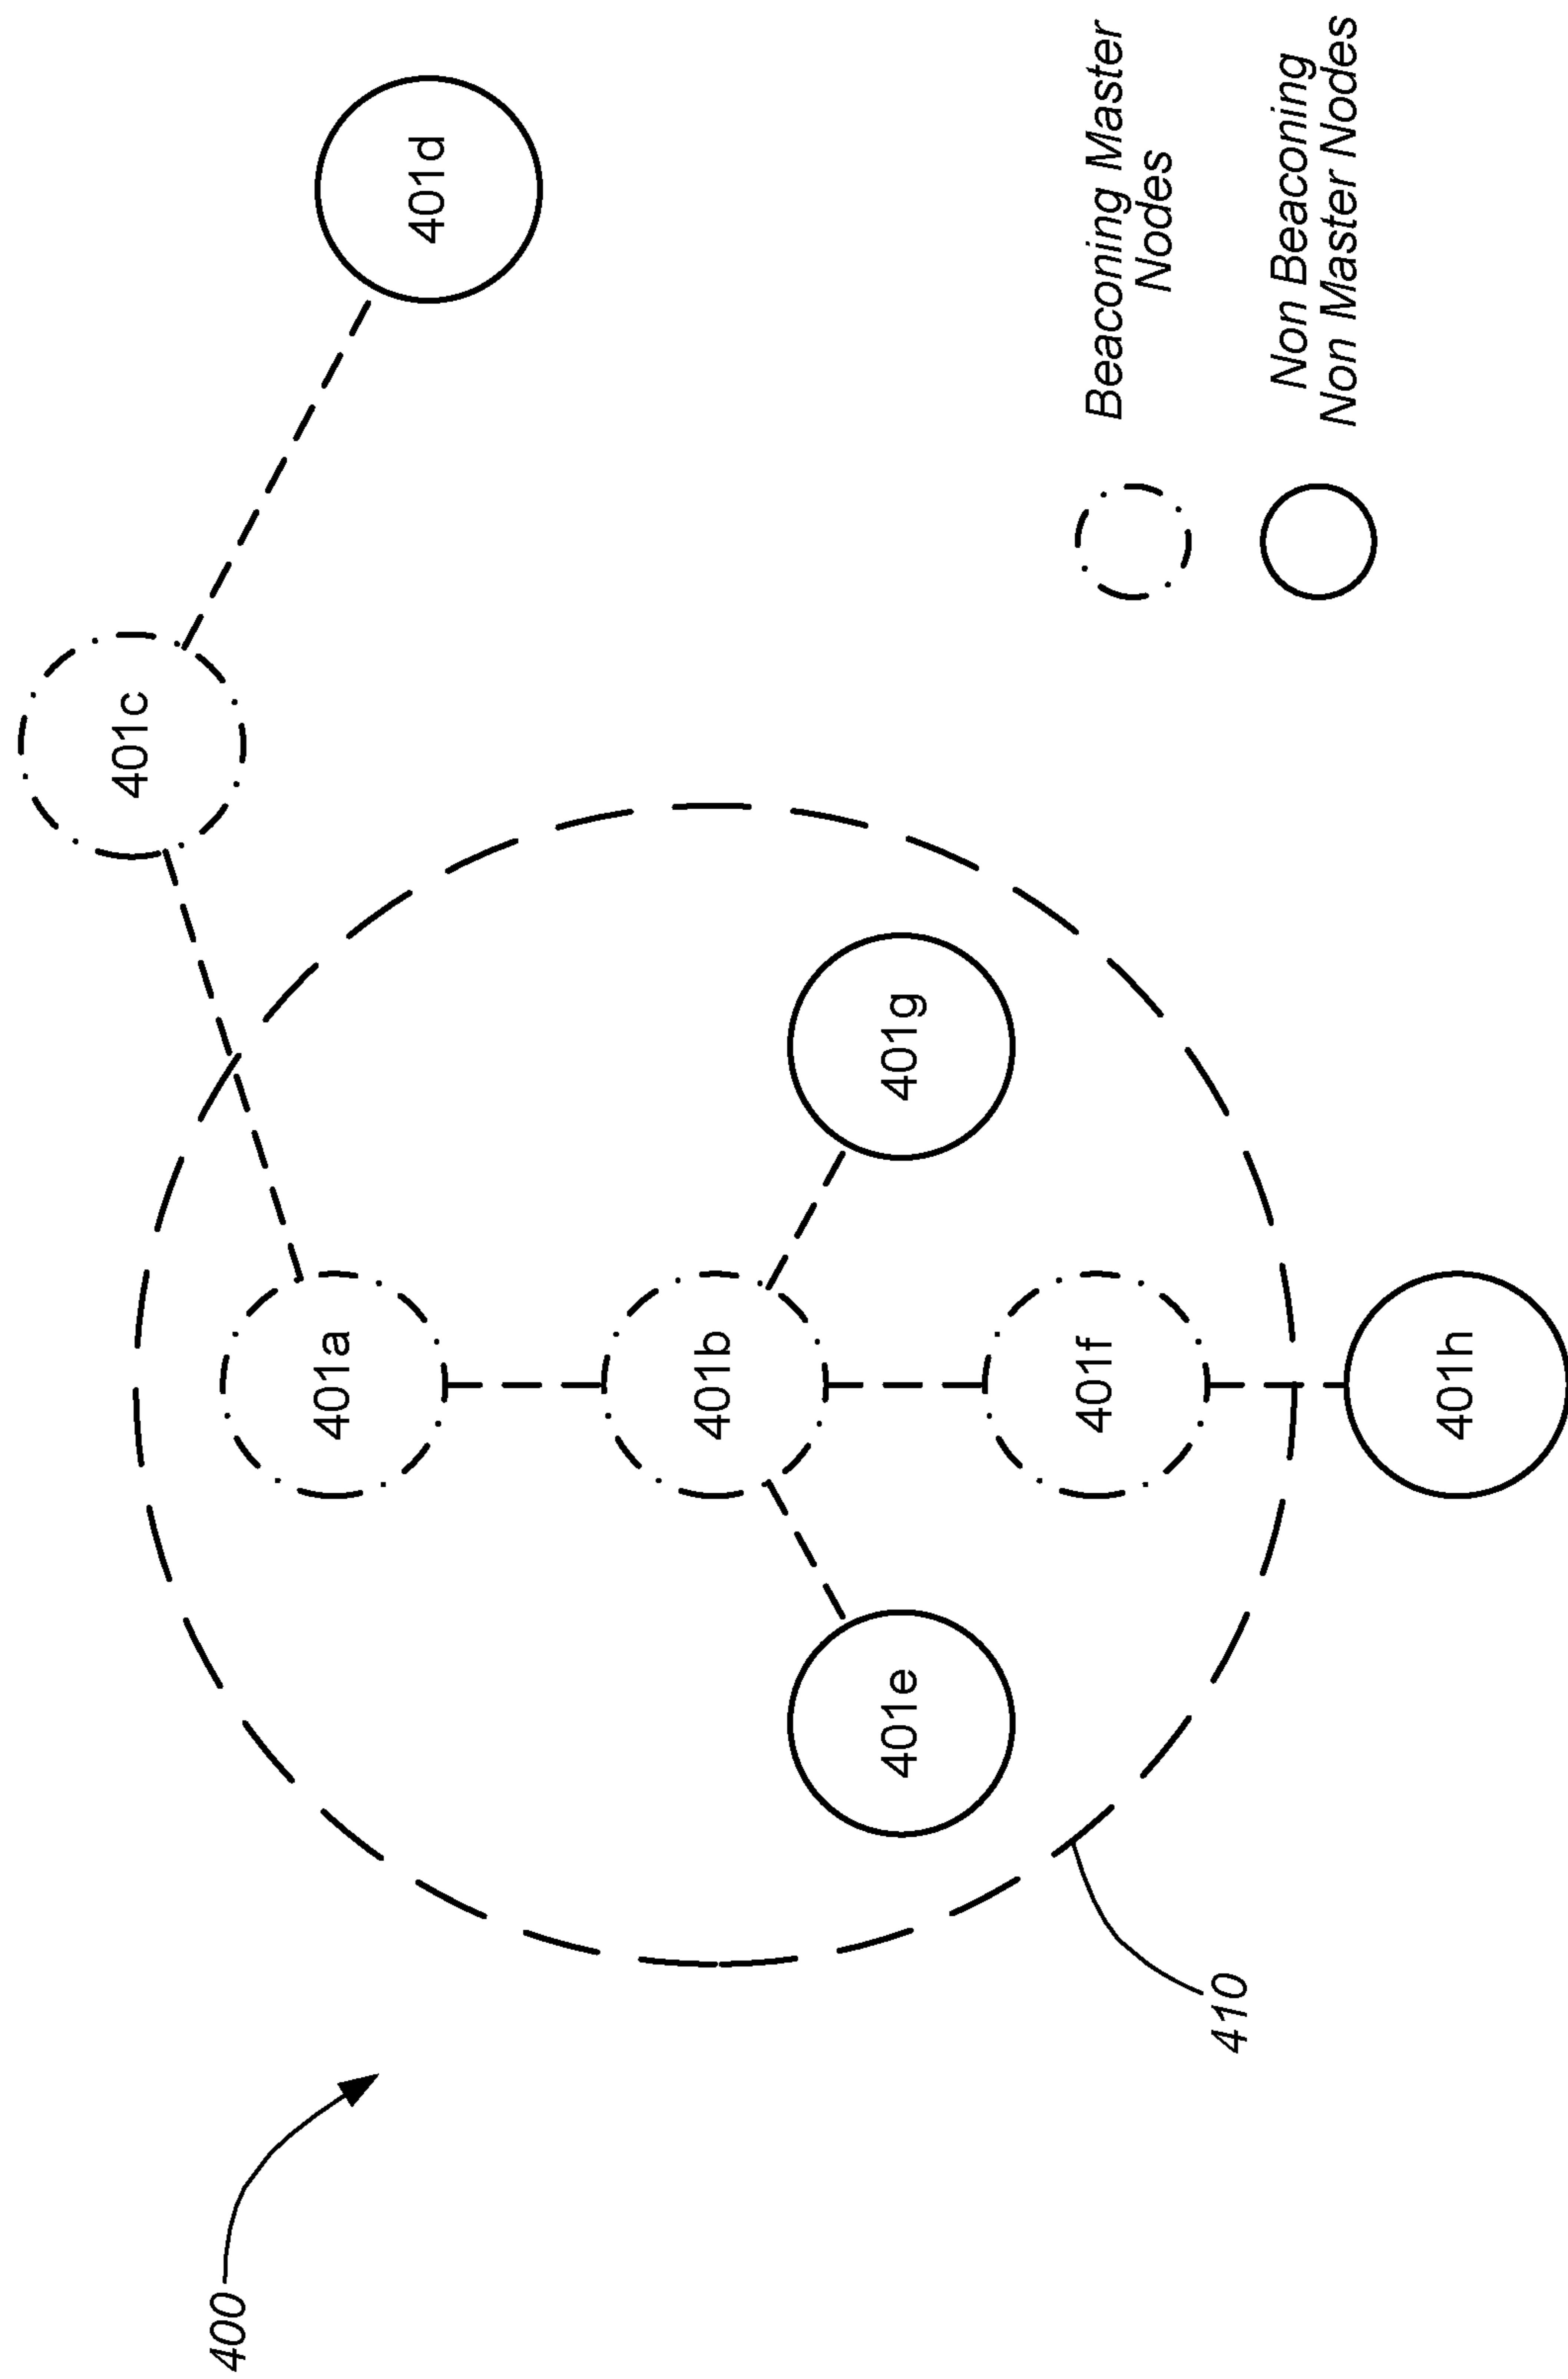 400
410
401a
401b
401c
401d
401e
401f
401g
401h
Beaconing Master
Nodes
Non Beaconing
Non Master Nodes